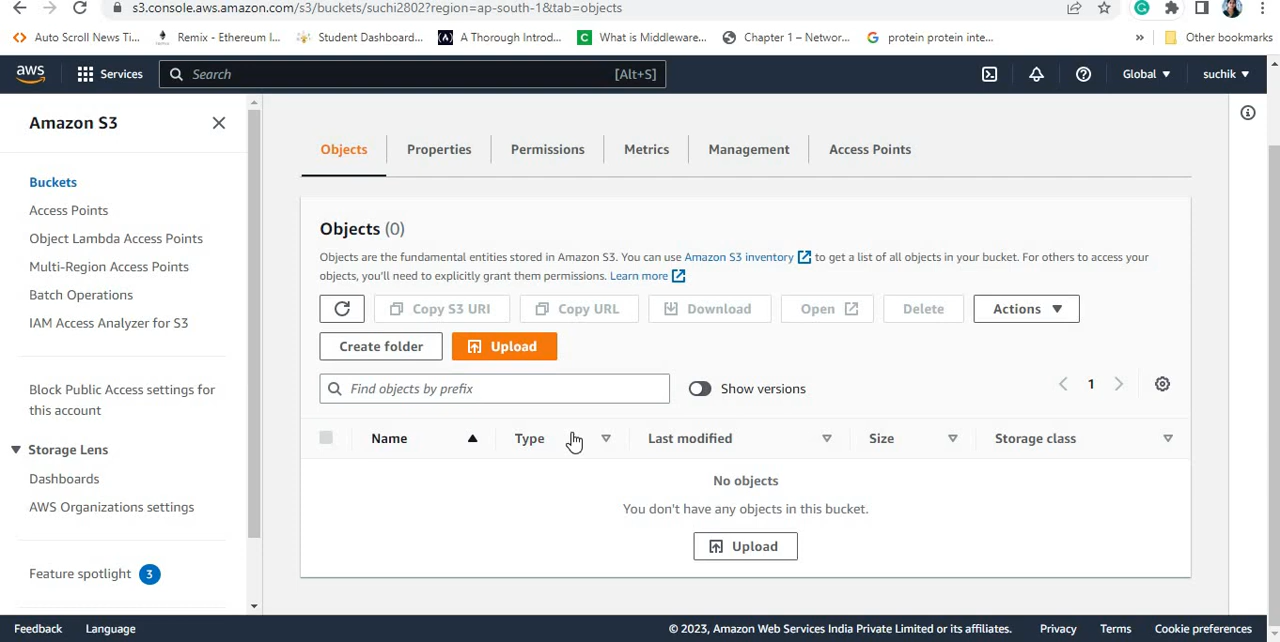 s3.console.aws.amazon.com/s3/buckets/suchi2802?region=ap-south-1&tab=objects
Auto Scroll News Ti... Remix - Ethereum I... Student Dashboard... A Thorough Introd... What is Middleware... Chapter 1 – Networ... protein protein inte... » Other bookmarks
aws Services Search [Alt+S] Global suchik
Amazon S3
Buckets
Access Points
Object Lambda Access Points
Multi-Region Access Points
Batch Operations
IAM Access Analyzer for S3
Block Public Access settings for
this account
Storage Lens
Dashboards
AWS Organizations settings
Feature spotlight 3
Objects Properties Permissions Metrics Management Access Points
Objects (0)
Objects are the fundamental entities stored in Amazon S3. You can use Amazon S3 inventory to get a list of all objects in your bucket. For others to access your
objects, you'll need to explicitly grant them permissions. Learn more
Copy S3 URI Copy URL Download Open Delete Actions
Create folder Upload
Find objects by prefix Show versions 1
Name Type Last modified Size Storage class
No objects
You don't have any objects in this bucket.
Upload
Feedback Language © 2023, Amazon Web Services India Private Limited or its affiliates. Privacy Terms Cookie preferences